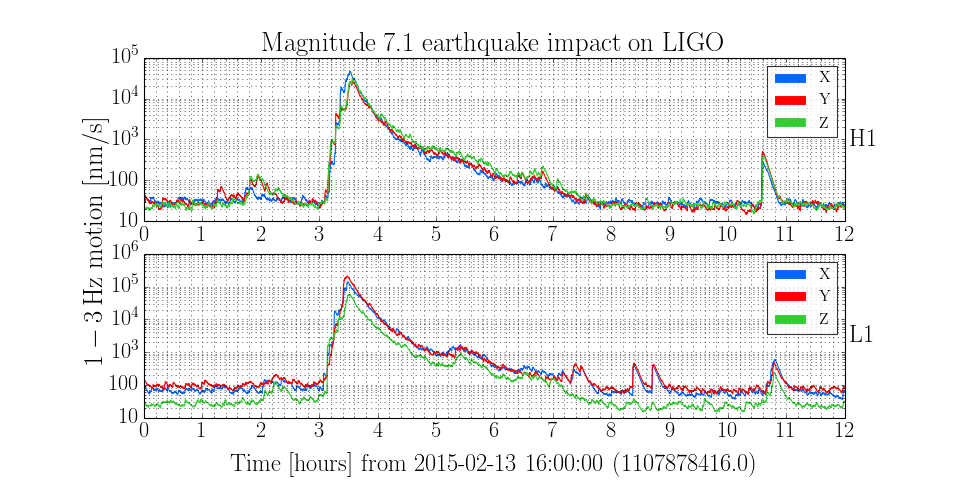 Magnitude 7.1 earthquake impact on LIGO
10^5
10^4
10^3
100
10
X
Y
Z
H1
0 1 2 3 4 5 6 7 8 9 10 11 12
1 − 3 Hz motion [nm/s]
10^6
10^5
10^4
10^3
100
10
X
Y
Z
L1
0 1 2 3 4 5 6 7 8 9 10 11 12
Time [hours] from 2015-02-13 16:00:00 (1107878416.0)